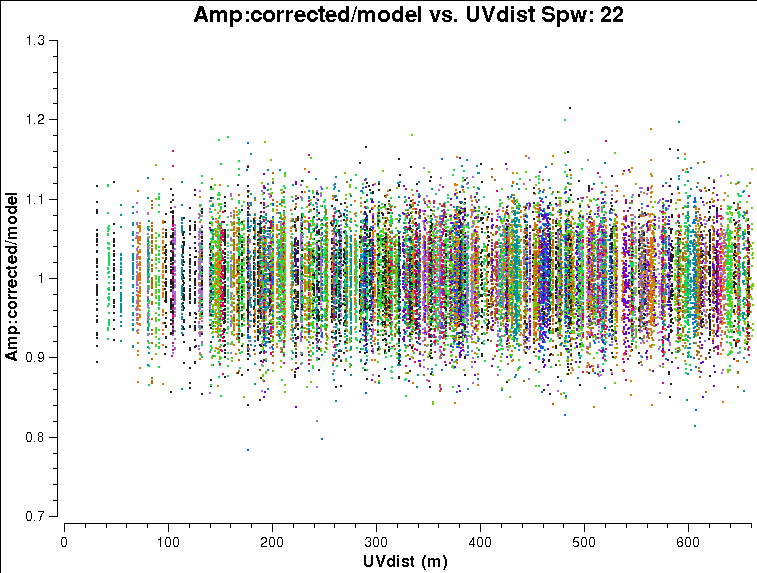 Amp:corrected/model vs. UVdist Spw: 22
1.3
1.2
1.1
1
0.9
0.8
0.7
Amp:corrected/model
0 100 200 300 400 500 600
UVdist (m)